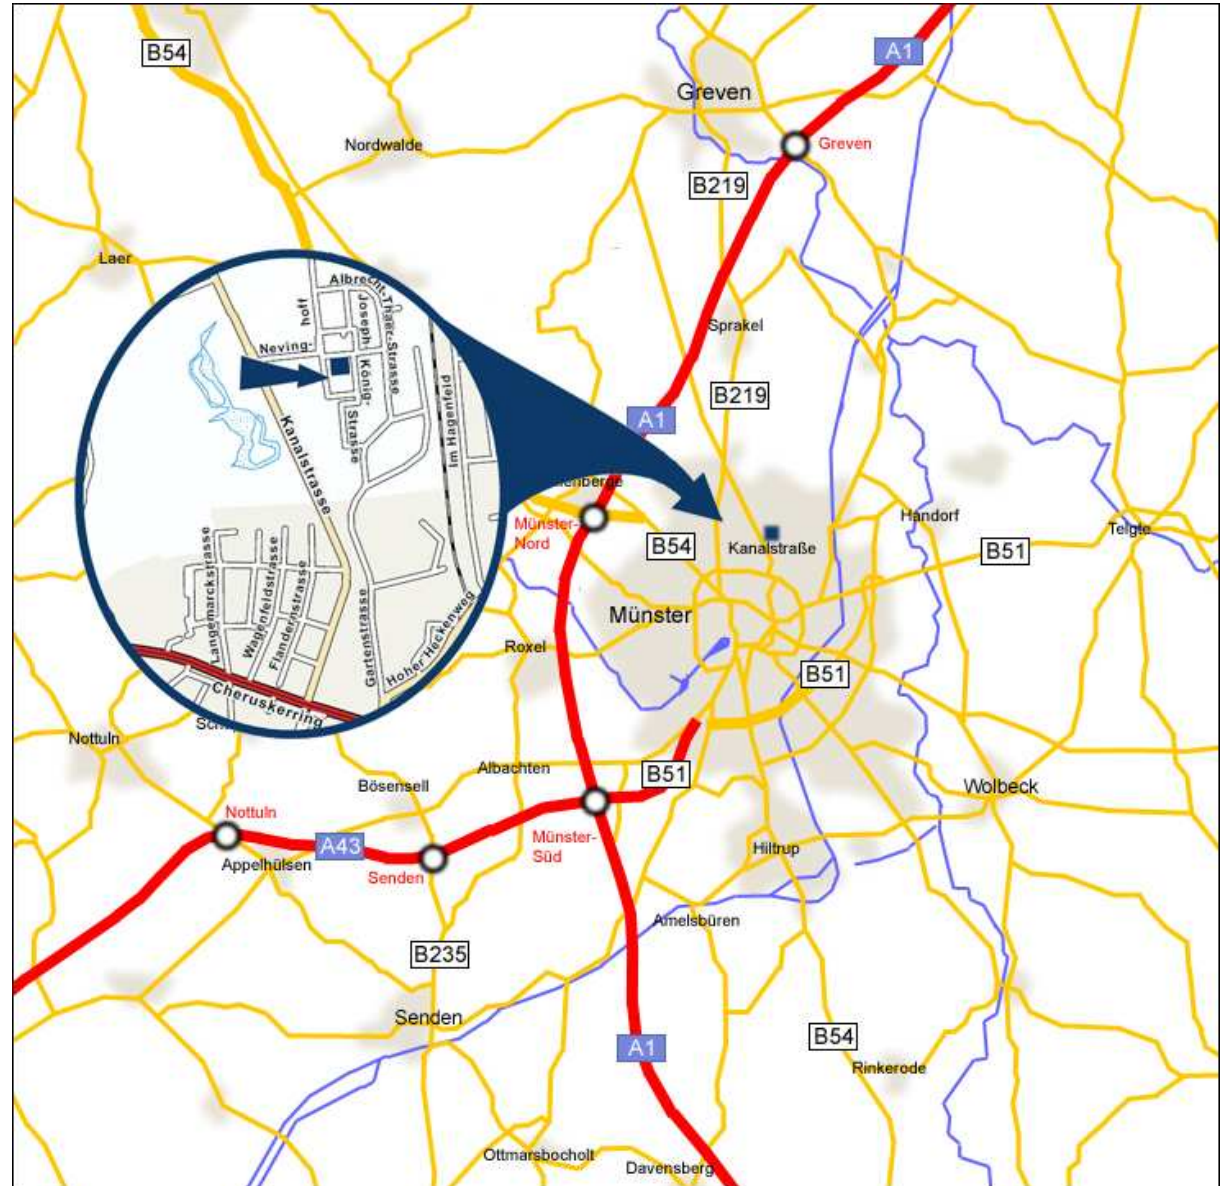 A1
B54
Greven
Nordwalde
Greven
B219
Laer
Albrecht-Thaer-Strasse
hoff
Joseph-König-
Strasse
Neving-
Sprakel
Im Hagenfeld
B219
A1
Kanalstrasse
enberge
Münster-
Nord
B54
Kanalstraße
Handorf
Telgte
B51
Langemarckstrasse
Wagenfeldstrasse
Flandernstrasse
Gartenstrasse
Hoher Heckenweg
Münster
Roxel
B51
Cheruskerring
Sch
Nottuln
Albachten
B51
Bösensell
Wolbeck
Nottuln
A43
Münster-
Süd
Hiltrup
Appelhülsen
Senden
Amelsbüren
B235
Senden
B54
A1
Rinkerode
Ottmarsbocholt
Davensberg